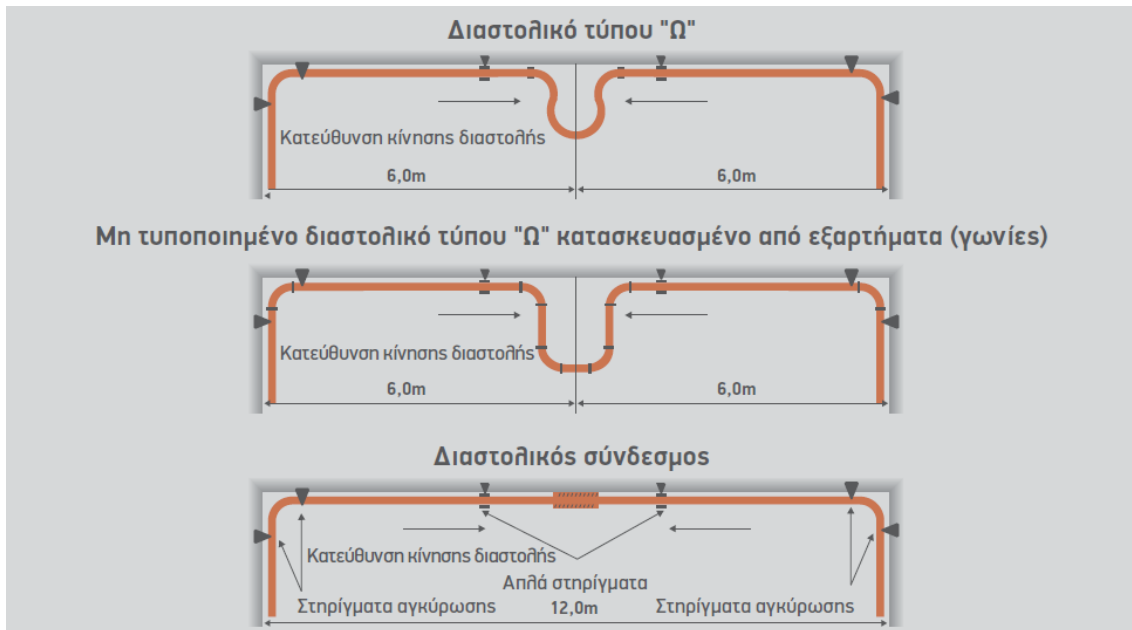 Διαστολικό τύπου "Ω"
Κατεύθυνση κίνησης διαστολής
6,0m 6,0m
Μη τυποποιημένο διαστολικό τύπου "Ω" κατασκευασμένο από εξαρτήματα (γωνίες)
Κατεύθυνση κίνησης διαστολής
6,0m 6,0m
Διαστολικός σύνδεσμος
Κατεύθυνση κίνησης διαστολής
Απλά στηρίγματα
Στηρίγματα αγκύρωσης 12,0m Στηρίγματα αγκύρωσης